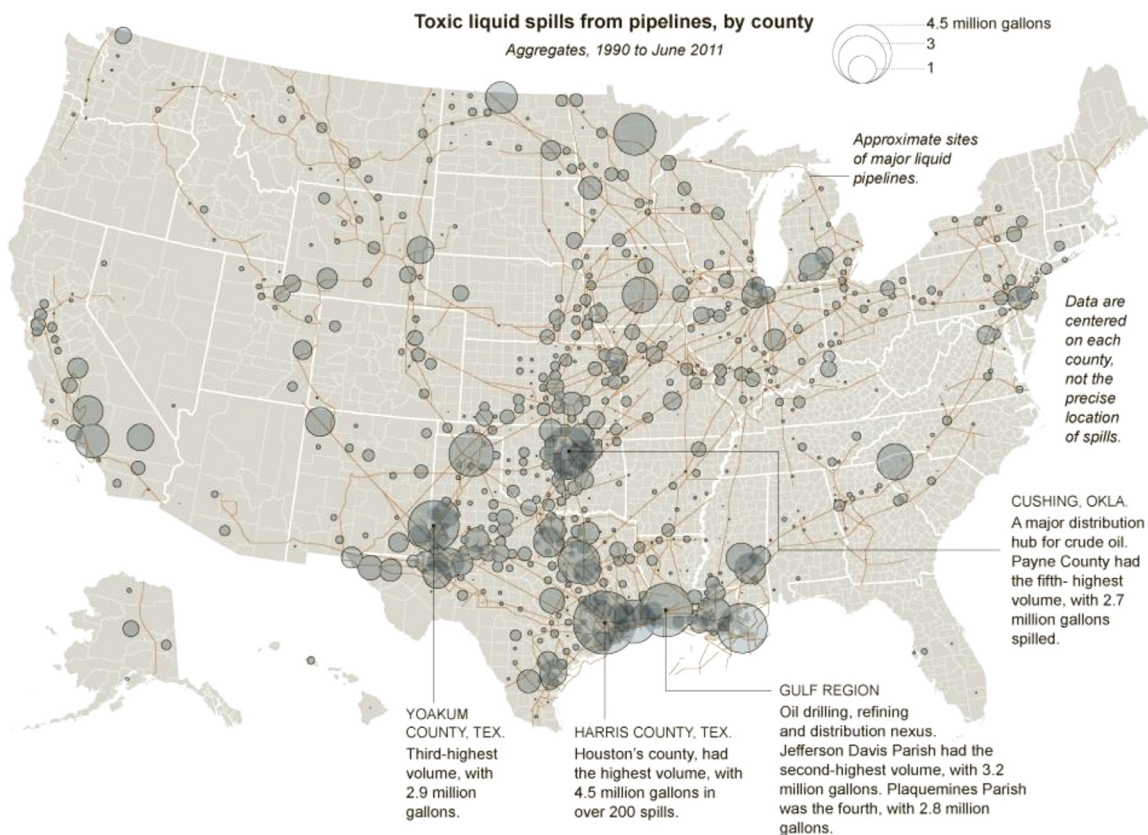 Toxic liquid spills from pipelines, by county
Aggregates, 1990 to June 2011
4.5 million gallons
3
1
Approximate sites
of major liquid
pipelines.
Data are
centered
on each
county,
not the
precise
location
of spills.
CUSHING, OKLA.
A major distribution
hub for crude oil.
Payne County had
the fifth- highest
volume, with 2.7
million gallons
spilled.
YOAKUM
COUNTY, TEX.
Third-highest
volume, with
2.9 million
gallons.
HARRIS COUNTY, TEX.
Houston's county, had
the highest volume, with
4.5 million gallons in
over 200 spills.
GULF REGION
Oil drilling, refining
and distribution nexus.
Jefferson Davis Parish had the
second-highest volume, with 3.2
million gallons. Plaquemines Parish
was the fourth, with 2.8 million
gallons.